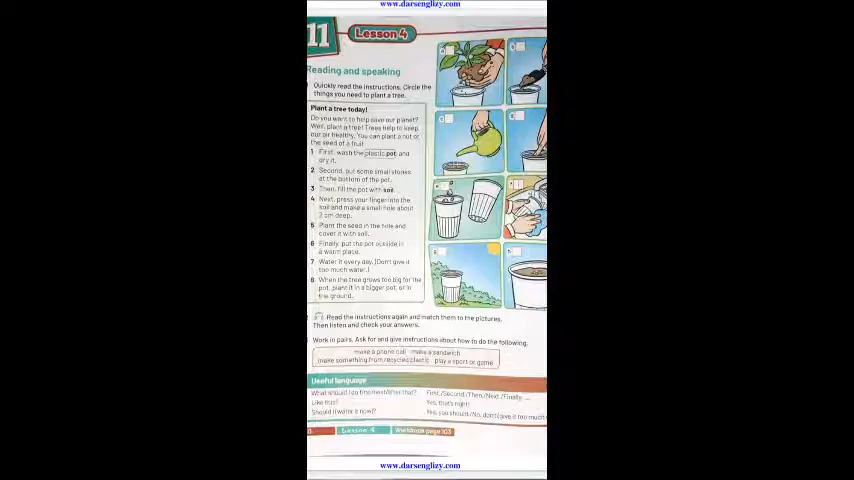 www.darsenglizy.com
11
Lesson 4
Reading and speaking
Quickly read the instructions. Circle the
things you need to plant a tree.
Plant a tree today!
Do you want to help save our planet?
Well, plant a tree! Trees help to keep
our air healthy. You can plant a nut or
the seed of a fruit.
1 First, wash the plastic pot and
dry it.
2 Second, put some small stones
at the bottom of the pot.
3 Then, fill the pot with soil.
4 Next, press your finger into the
soil and make a small hole about
2 cm deep.
5 Plant the seed in the hole and
cover it with soil.
6 Finally, put the pot outside in
a warm place.
7 Water it every day. (Don't give it
too much water.)
8 When the tree grows too big for the
pot, plant it in a bigger pot, or in
the ground.
Read the instructions again and match them to the pictures.
Then listen and check your answers.
Work in pairs. Ask for and give instructions about how to do the following.
make a phone call make a sandwich
make something from recycled plastic play a sport or game
Useful language
What should I do first/next/after that? First,/Second,/Then,/Next,/Finally, ...
Like this? Yes, that's right!
Should I water it now? Yes, you should./No, don't give it too much
Lesson 4 Workbook page 103
www.darsenglizy.com